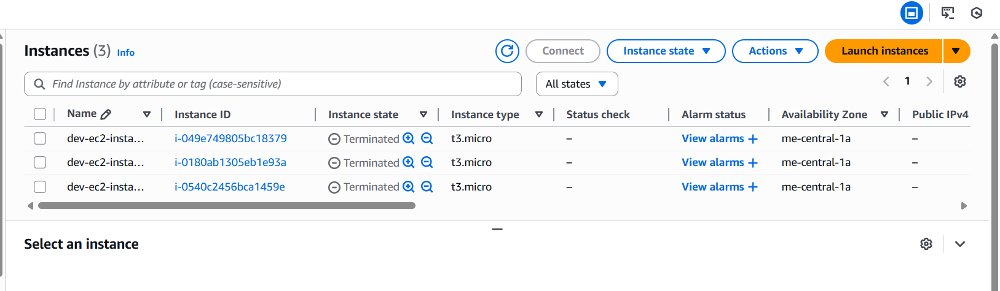 Instances (3) Info Connect Instance state Actions Launch instances
Find Instance by attribute or tag (case-sensitive) All states 1
Name Instance ID Instance state Instance type Status check Alarm status Availability Zone Public IPv4
dev-ec2-insta... i-049e749805bc18379 Terminated t3.micro – View alarms + me-central-1a –
dev-ec2-insta... i-0180ab1305eb1e93a Terminated t3.micro – View alarms + me-central-1a –
dev-ec2-insta... i-0540c2456bca1459e Terminated t3.micro – View alarms + me-central-1a –
Select an instance